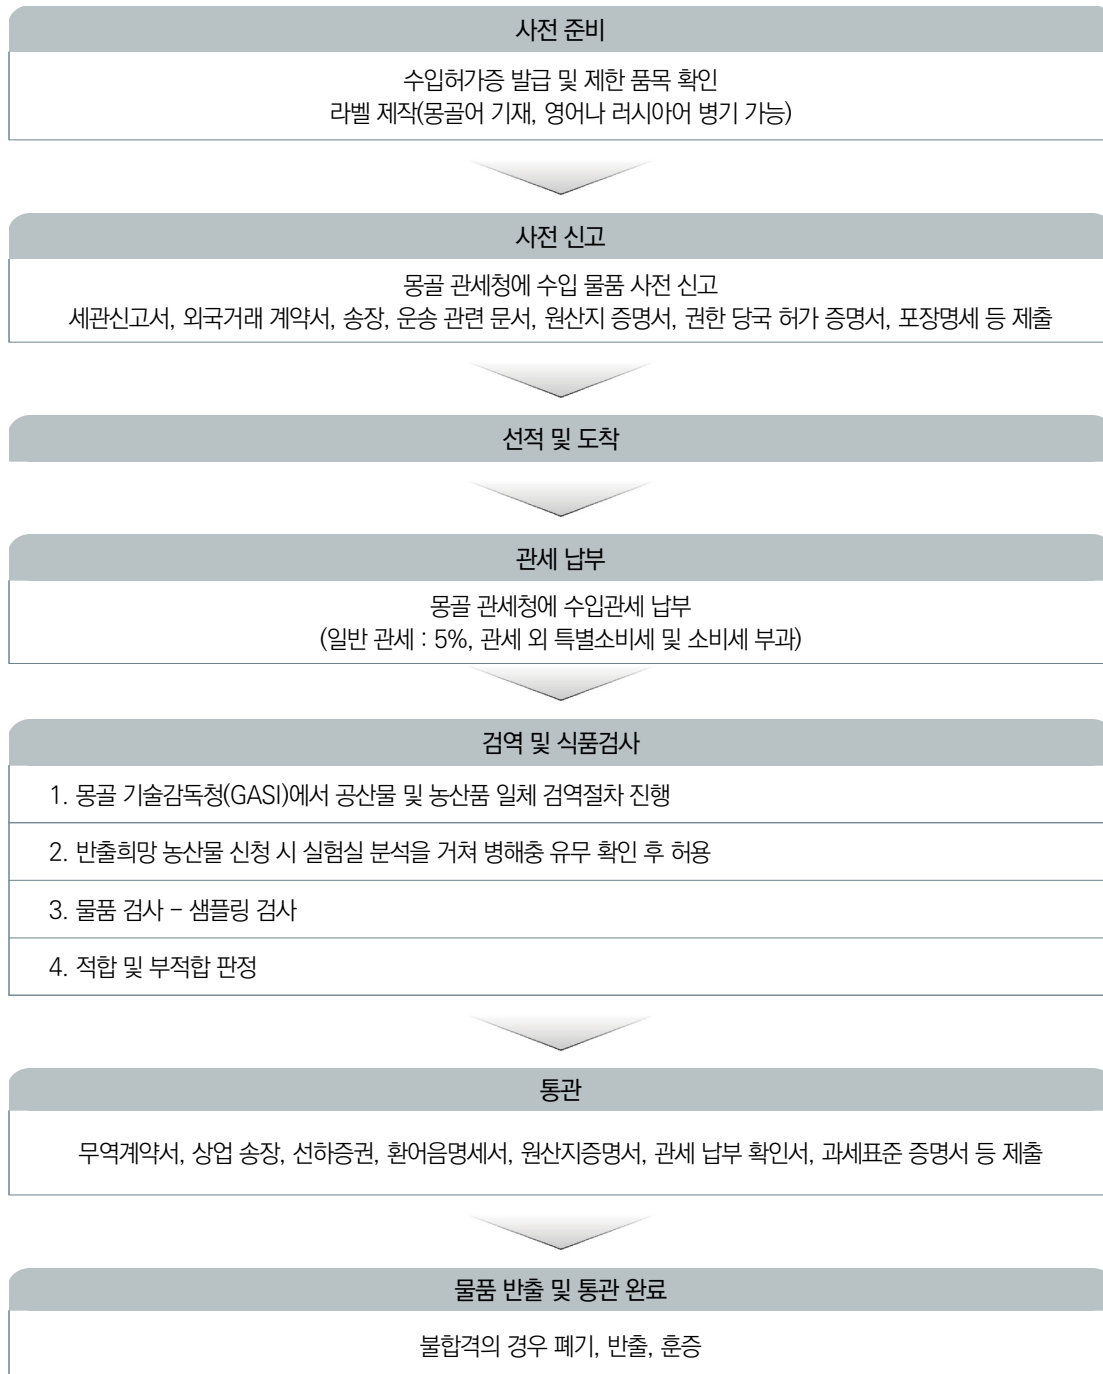 사전 준비
수입허가증 발급 및 제한 품목 확인
라벨 제작(몽골어 기재, 영어나 러시아어 병기 가능)
사전 신고
몽골 관세청에 수입 물품 사전 신고
세관신고서, 외국거래 계약서, 송장, 운송 관련 문서, 원산지 증명서, 권한 당국 허가 증명서, 포장명세 등 제출
선적 및 도착
관세 납부
몽골 관세청에 수입관세 납부
(일반 관세 : 5%, 관세 외 특별소비세 및 소비세 부과)
검역 및 식품검사
1. 몽골 기술감독청(GASI)에서 공산물 및 농산품 일체 검역절차 진행
2. 반출희망 농산물 신청 시 실험실 분석을 거쳐 병해충 유무 확인 후 허용
3. 물품 검사 – 샘플링 검사
4. 적합 및 부적합 판정
통관
무역계약서, 상업 송장, 선하증권, 환어음명세서, 원산지증명서, 관세 납부 확인서, 과세표준 증명서 등 제출
물품 반출 및 통관 완료
불합격의 경우 폐기, 반출, 훈증